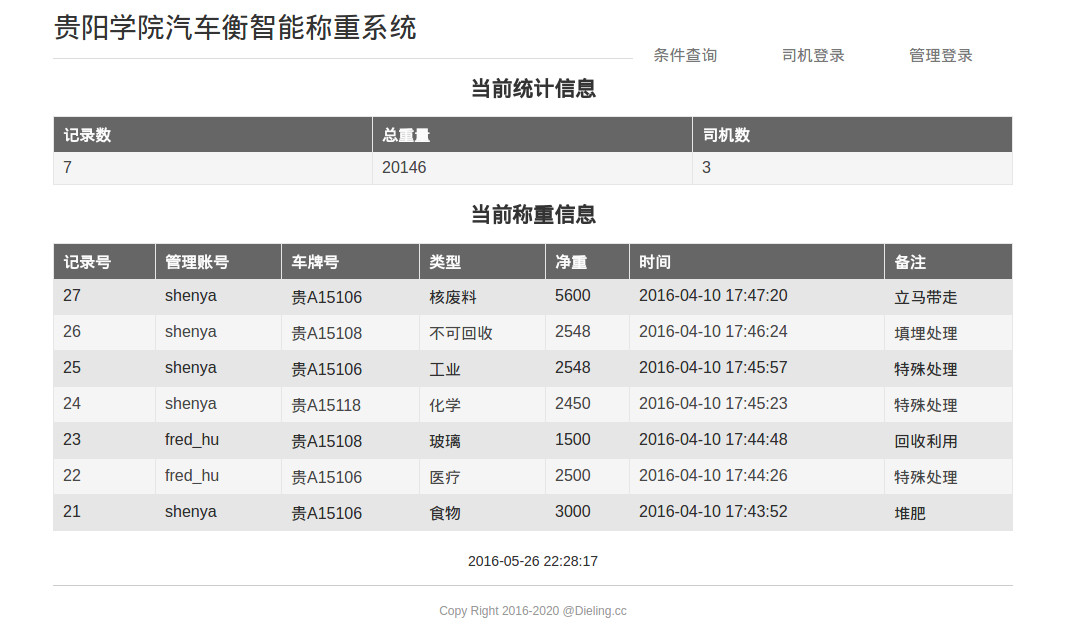 贵阳学院汽车衡智能称重系统
条件查询 司机登录 管理登录
当前统计信息
记录数 总重量 司机数
7 20146 3
当前称重信息
记录号 管理账号 车牌号 类型 净重 时间 备注
27 shenya 贵A15106 核废料 5600 2016-04-10 17:47:20 立马带走
26 shenya 贵A15108 不可回收 2548 2016-04-10 17:46:24 填埋处理
25 shenya 贵A15106 工业 2548 2016-04-10 17:45:57 特殊处理
24 shenya 贵A15118 化学 2450 2016-04-10 17:45:23 特殊处理
23 fred_hu 贵A15108 玻璃 1500 2016-04-10 17:44:48 回收利用
22 fred_hu 贵A15106 医疗 2500 2016-04-10 17:44:26 特殊处理
21 shenya 贵A15106 食物 3000 2016-04-10 17:43:52 堆肥
2016-05-26 22:28:17
Copy Right 2016-2020 @Dieling.cc